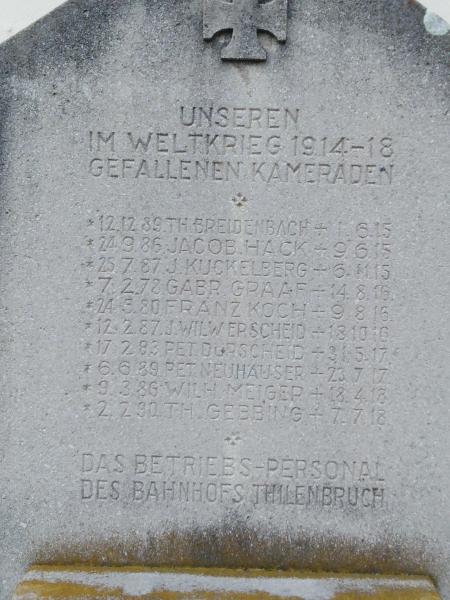 UNSEREN
IM WELTKRIEG 1914-18
GEFALLENEN KAMERADEN
*12.12.89 TH. BREIDENBACH + 1.6.15
*24.9.86 JACOB HACK + 9.6.15
*25.7.87 J. KUCKELBERG + 6.11.15
*7.2.78 GABR. GRAAF + 14.8.16
*24.3.80 FRANZ KOCH + 9.8.16
*12.2.87 J. WILWERSCHEID + 18.10.16
*17.2.83 PET. DÜRSCHEID + 31.5.17
*6.6.89 PET. NEUHÄUSER + 23.7.17
*9.3.86 WILH. MEIGER + 18.4.18
*2.2.90 TH. GEBBING + 7.7.18
DAS BETRIEBS-PERSONAL
DES BAHNHOFS THILENBRUCH